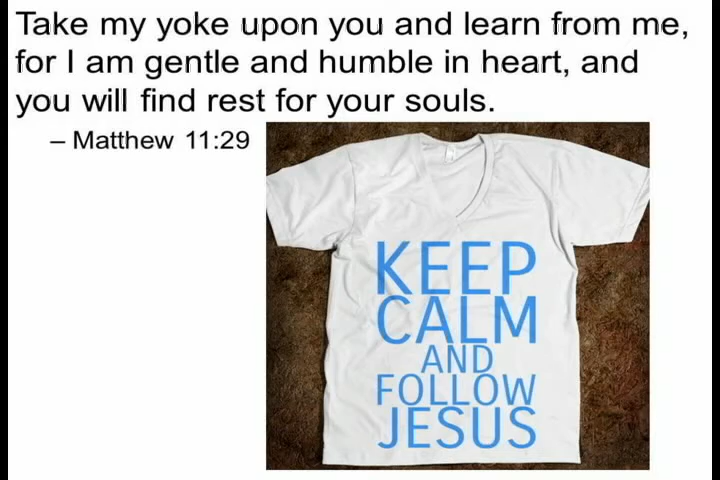 Take my yoke upon you and learn from me,
for I am gentle and humble in heart, and
you will find rest for your souls.
– Matthew 11:29
KEEP
CALM
AND
FOLLOW
JESUS